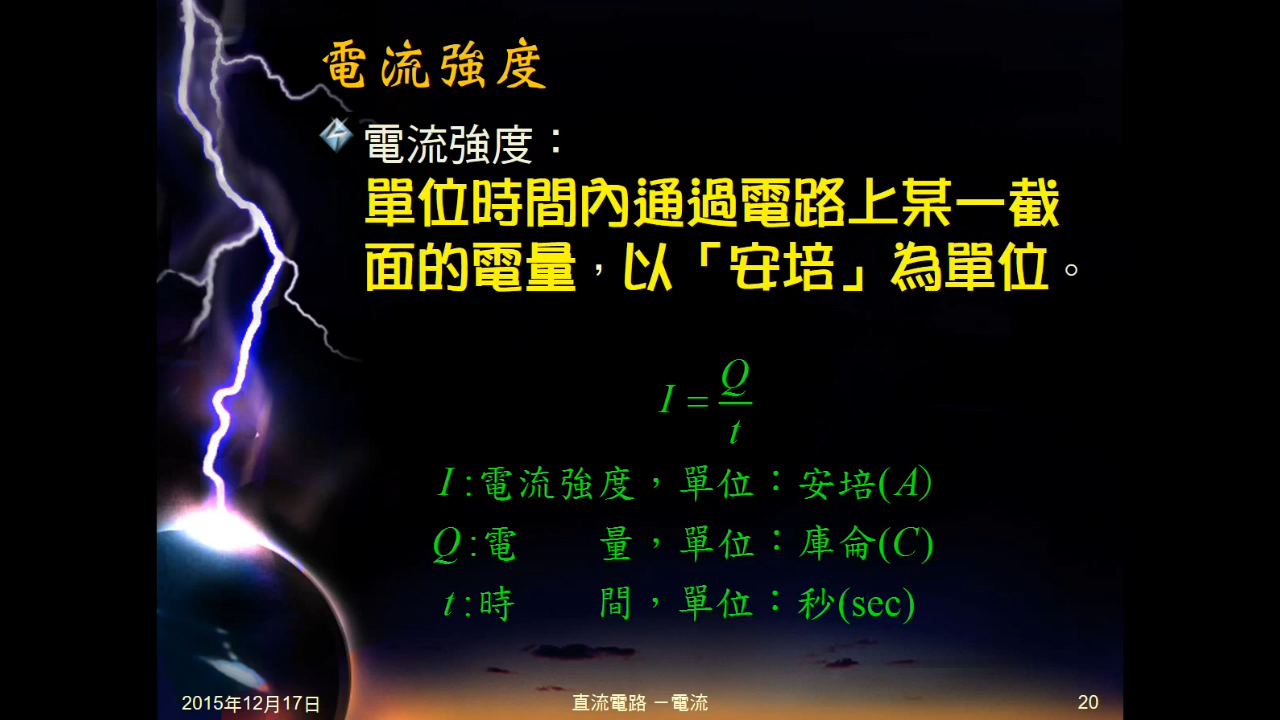 電流強度
電流強度：
單位時間內通過電路上某一截
面的電量，以「安培」為單位。
I = Q/t
I:電流強度，單位：安培(A)
Q:電　量，單位：庫侖(C)
t:時　間，單位：秒(sec)
2015年12月17日
直流電路 －電流
20